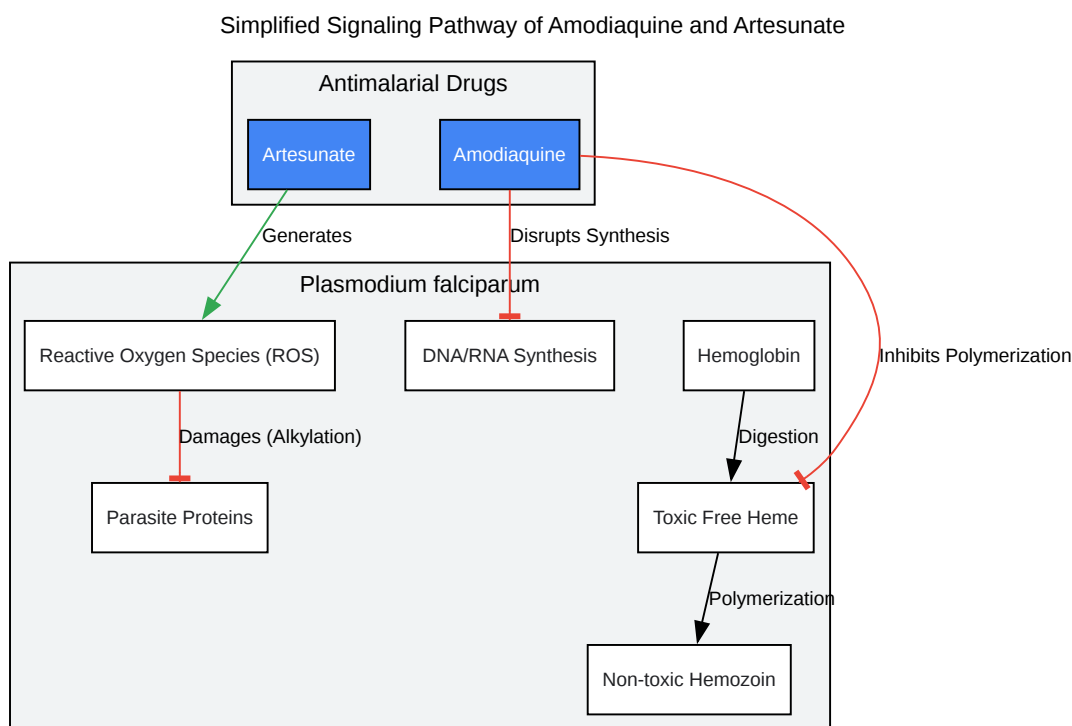 Simplified Signaling Pathway of Amodiaquine and Artesunate
Antimalarial Drugs
Artesunate
Amodiaquine
Generates
Disrupts Synthesis
Plasmodium falciparum
Reactive Oxygen Species (ROS)
DNA/RNA Synthesis
Hemoglobin
Inhibits Polymerization
Damages (Alkylation)
Digestion
Parasite Proteins
Toxic Free Heme
Polymerization
Non-toxic Hemozoin